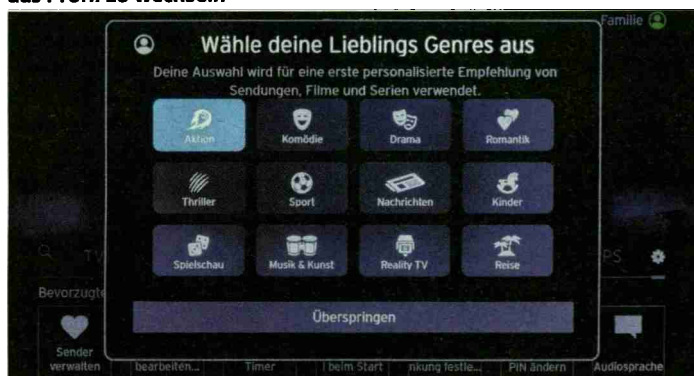 Familie
Wähle deine Lieblings Genres aus
Deine Auswahl wird für eine erste personalisierte Empfehlung von
Sendungen, Filme und Serien verwendet.
Aktion
Komödie
Drama
Romantik
Thriller
Sport
Nachrichten
Kinder
TV
Spielschau
Musik & Kunst
Reality TV
Reise
PS
Bevorzugte
Überspringen
Sender
verwalten
bearbeiten...
Timer
beim Start
nkung festle...
PIN ändern
Audiosprache